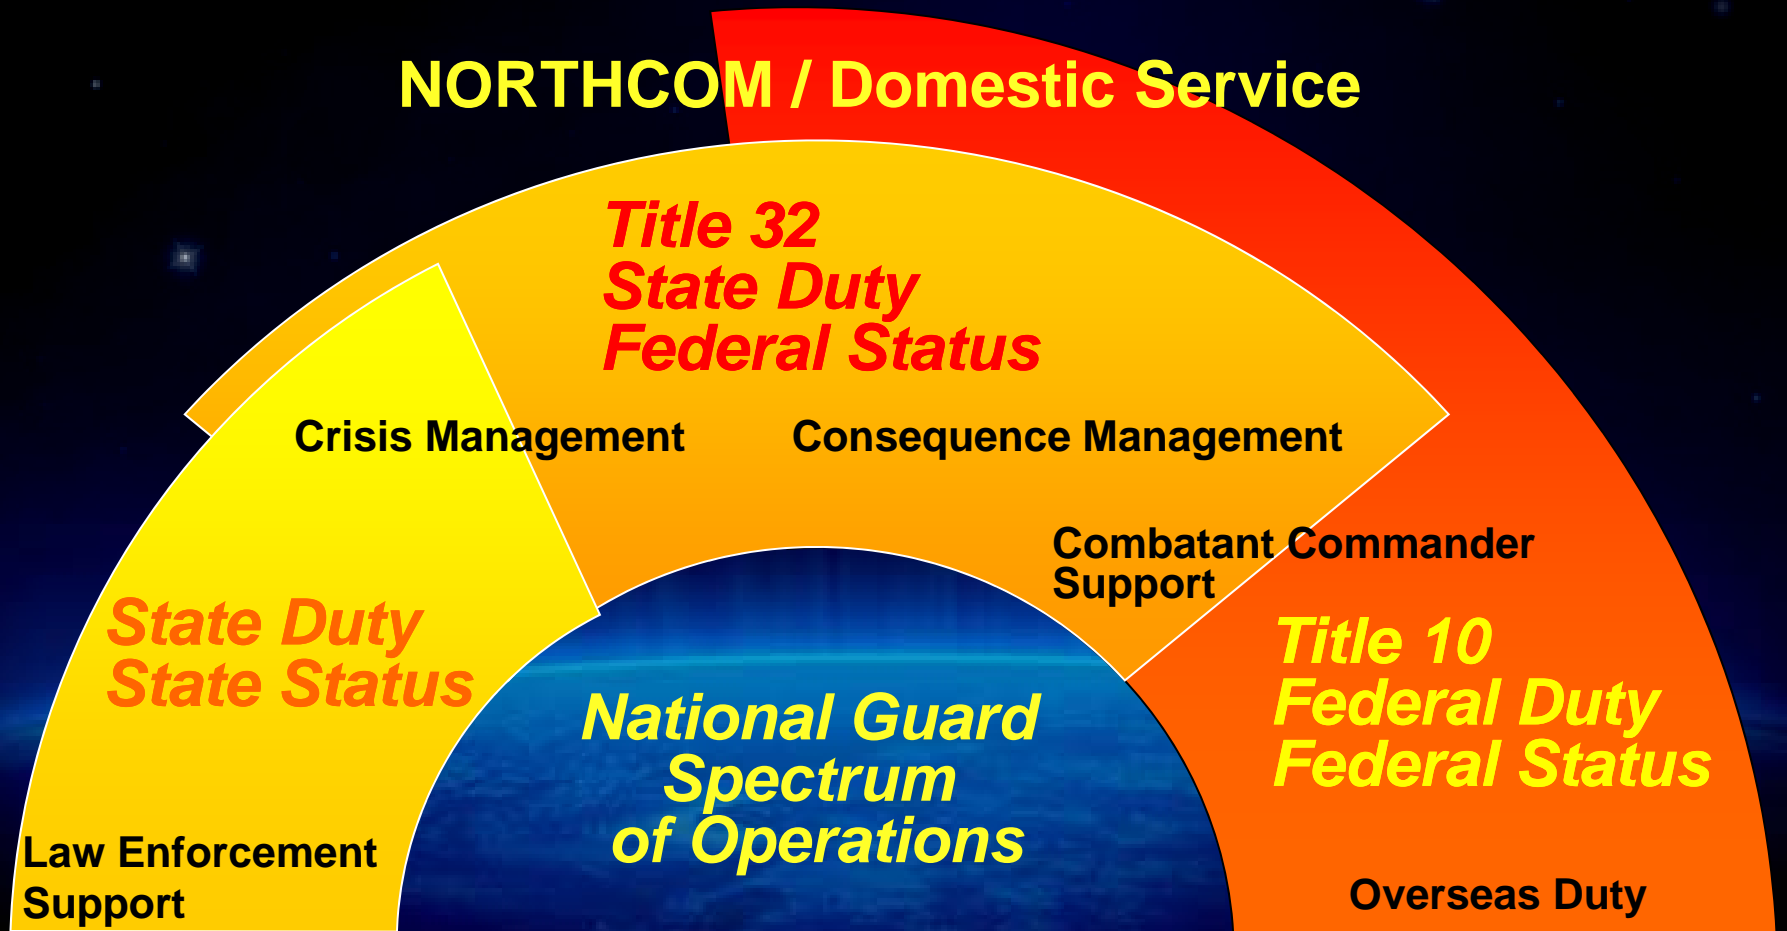 NORTHCOM / Domestic Service
Title 32
State Duty
Federal Status
Crisis Management
Consequence Management
Combatant Commander
Support
State Duty
State Status
Title 10
Federal Duty
Federal Status
National Guard
Spectrum
of Operations
Law Enforcement
Support
Overseas Duty